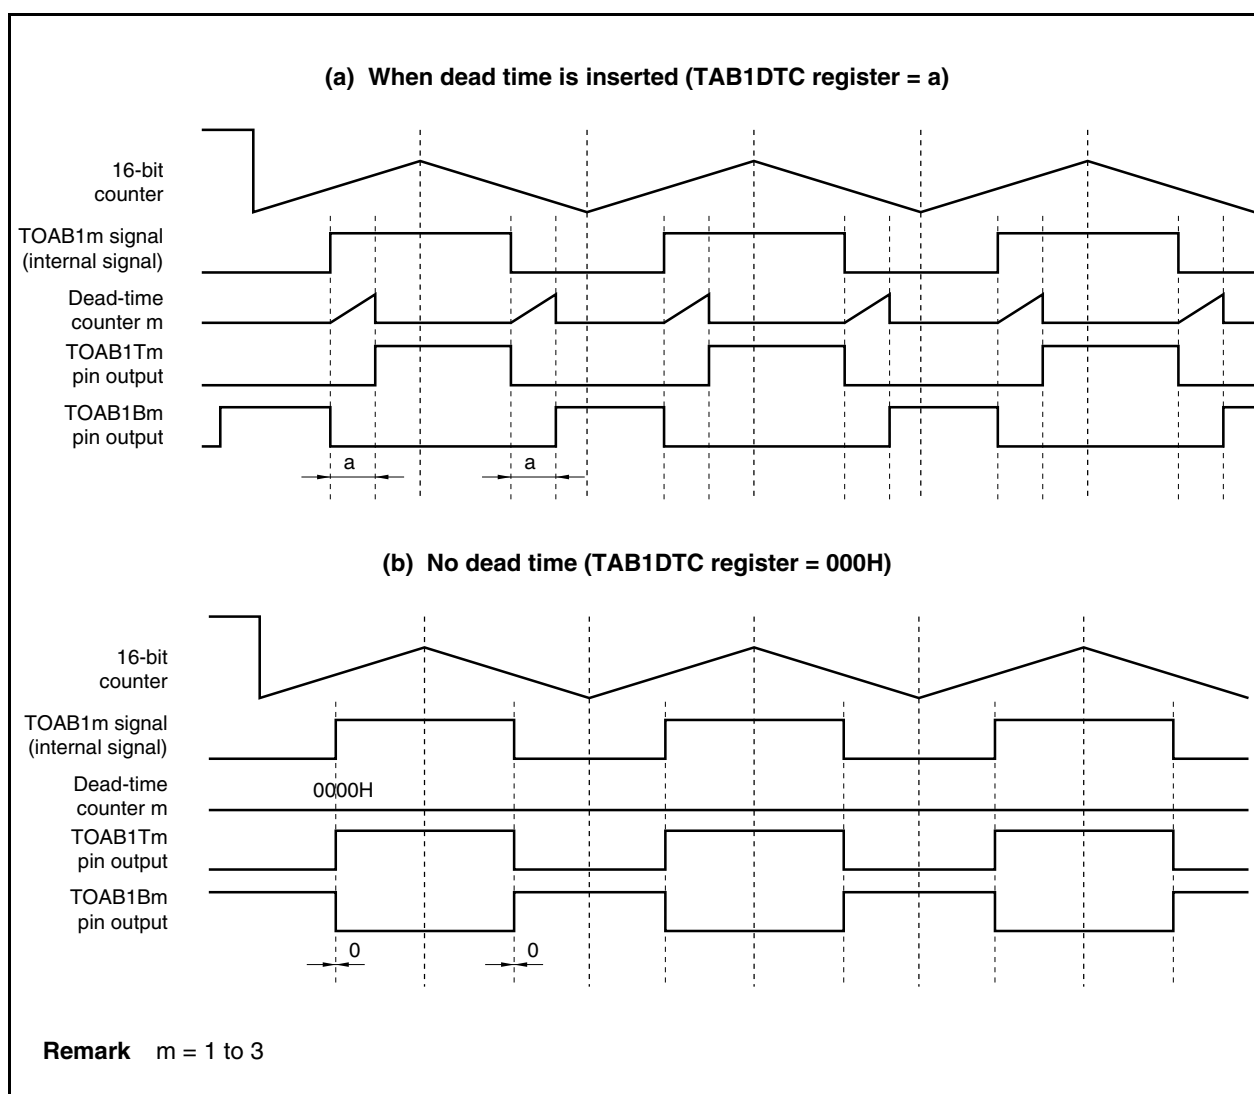 (a) When dead time is inserted (TAB1DTC register = a)
16-bit
counter
TOAB1m signal
(internal signal)
Dead-time
counter m
TOAB1Tm
pin output
TOAB1Bm
pin output
a
a
(b) No dead time (TAB1DTC register = 000H)
16-bit
counter
TOAB1m signal
(internal signal)
Dead-time
counter m
0000H
TOAB1Tm
pin output
TOAB1Bm
pin output
0
0
Remark m = 1 to 3